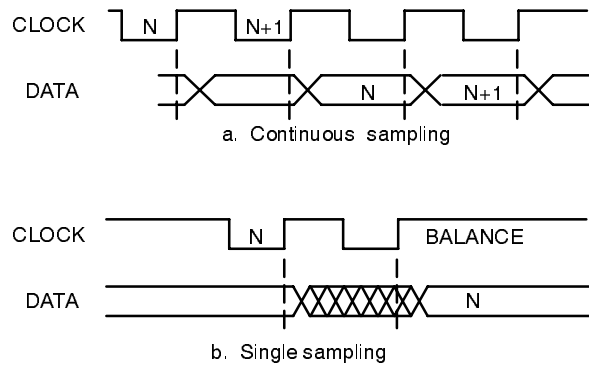 CLOCK N N+1
DATA N N+1
a. Continuous sampling
CLOCK N BALANCE
DATA N
b. Single sampling